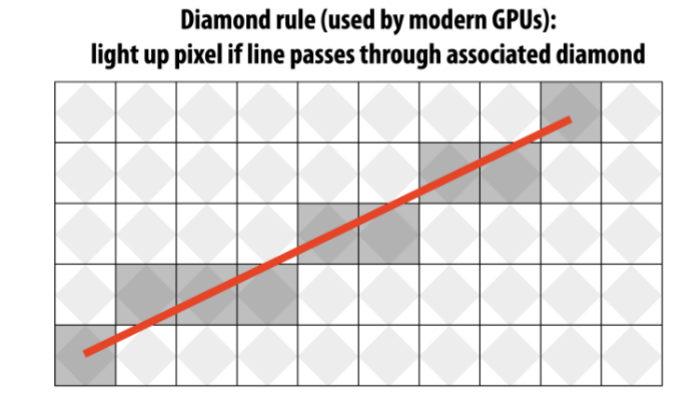 Diamond rule (used by modern GPUs):
light up pixel if line passes through associated diamond